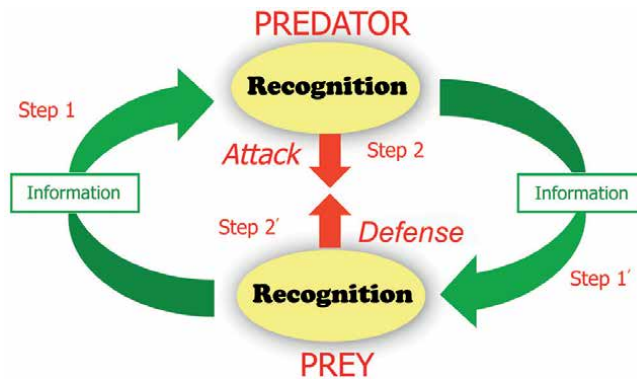 PREDATOR
Recognition
Step 1
Attack
Step 2
Information
Information
Step 2′
Defense
Step 1′
Recognition
PREY